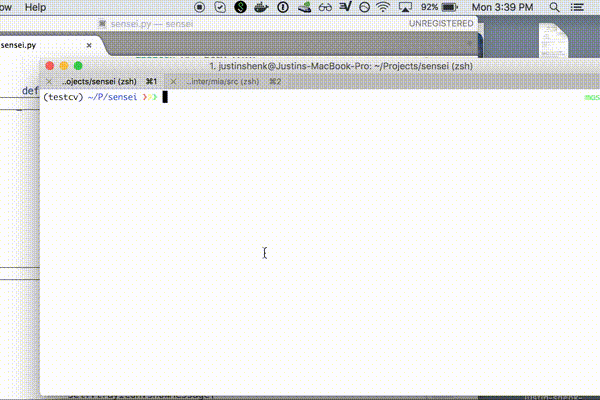 ow Help 92% Mon 3:39 PM
sensei.py — sensei UNREGISTERED
sensei.py ×
1. justinshenk@Justins-MacBook-Pro: ~/Projects/sensei (zsh)
× ..ojects/sensei (zsh) ⌘1 × ..inter/mia/src (zsh) ⌘2
def
(testcv) ~/P/sensei ❯❯❯ mas